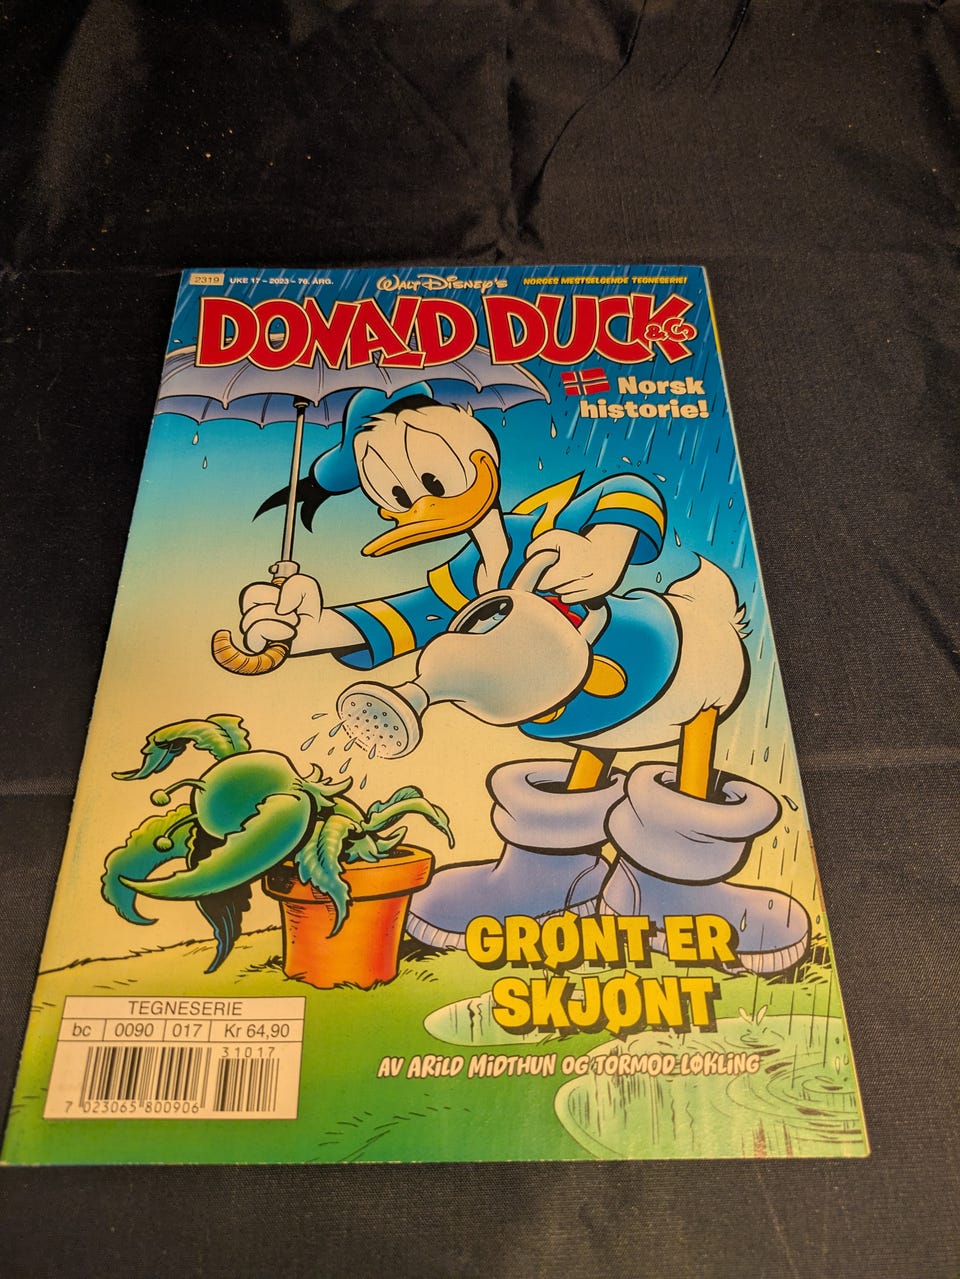 2319 UKE 17 – 2023 – 76. ÅRG. WALT DISNEY'S NORGES MESTSELGENDE TEGNESERIE!
DONALD DUCK & Co
Norsk
historie!
GRØNT ER
SKJØNT
AV ARILD MIDTHUN OG TORMOD LØKLING
TEGNESERIE
bc 0090 017 Kr 64,90
31017
7 023065 800906